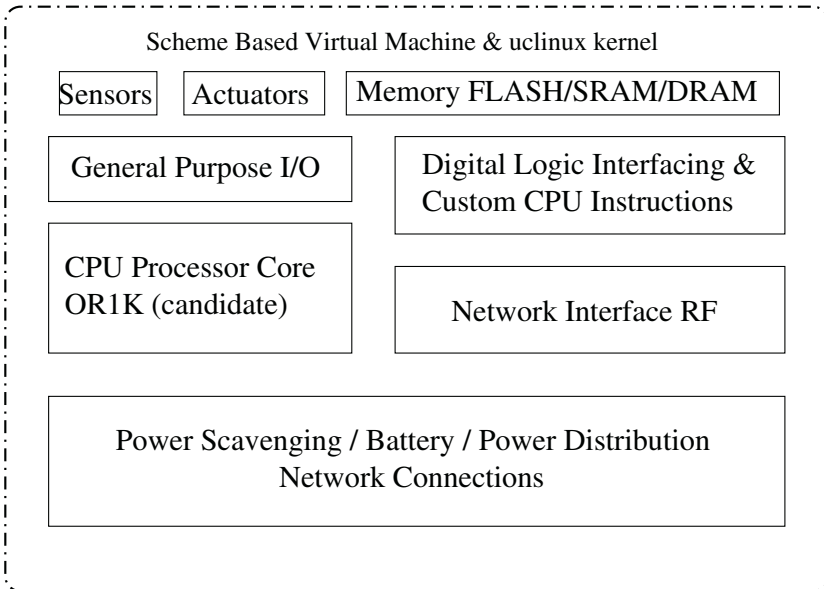 Scheme Based Virtual Machine & uclinux kernel
Sensors
Actuators
Memory FLASH/SRAM/DRAM
General Purpose I/O
Digital Logic Interfacing &
Custom CPU Instructions
CPU Processor Core
OR1K (candidate)
Network Interface RF
Power Scavenging / Battery / Power Distribution
Network Connections